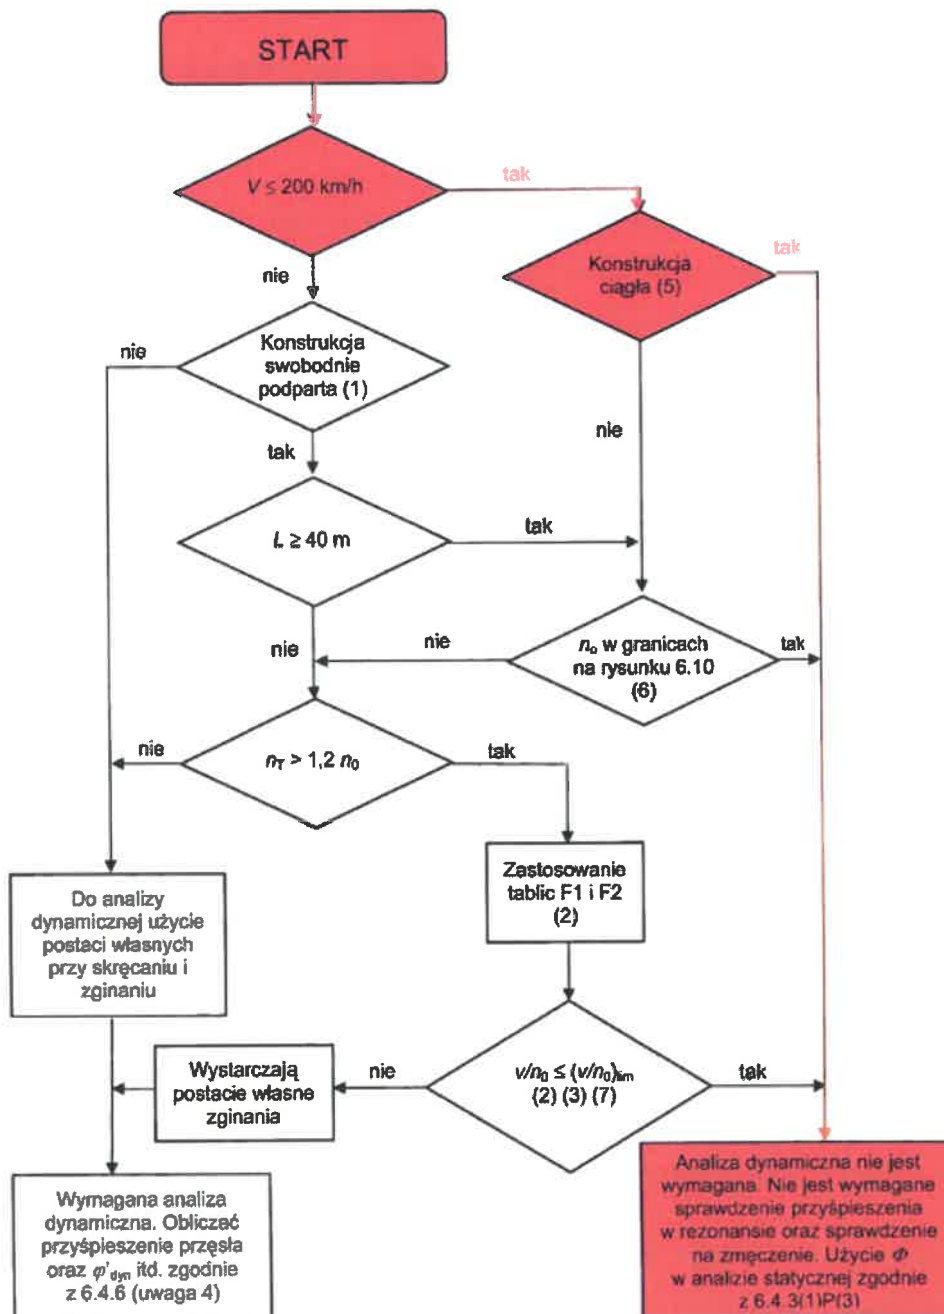 START
V ≤ 200 km/h
tak
Konstrukcja
ciągła (5)
tak
nie
Konstrukcja
swobodnie
podparta (1)
nie
nie
tak
L ≥ 40 m
tak
nie
nie
n₀ w granicach
na rysunku 6.10
(6)
tak
nie
n_T > 1,2 n₀
tak
Zastosowanie
tablic F1 i F2
(2)
Do analizy
dynamicznej użycie
postaci własnych
przy skręcaniu i
zginaniu
Wystarczają
postacie własne
zginania
nie
v/n₀ ≤ (v/n₀)lim
(2) (3) (7)
tak
Wymagana analiza
dynamiczna. Obliczać
przyśpieszenie przęsła
oraz φ'dyn itd. zgodnie
z 6.4.6 (uwaga 4)
Analiza dynamiczna nie jest
wymagana. Nie jest wymagane
sprawdzenie przyśpieszenia
w rezonansie oraz sprawdzenie
na zmęczenie. Użycie Φ
w analizie statycznej zgodnie
z 6.4.3(1)P(3)